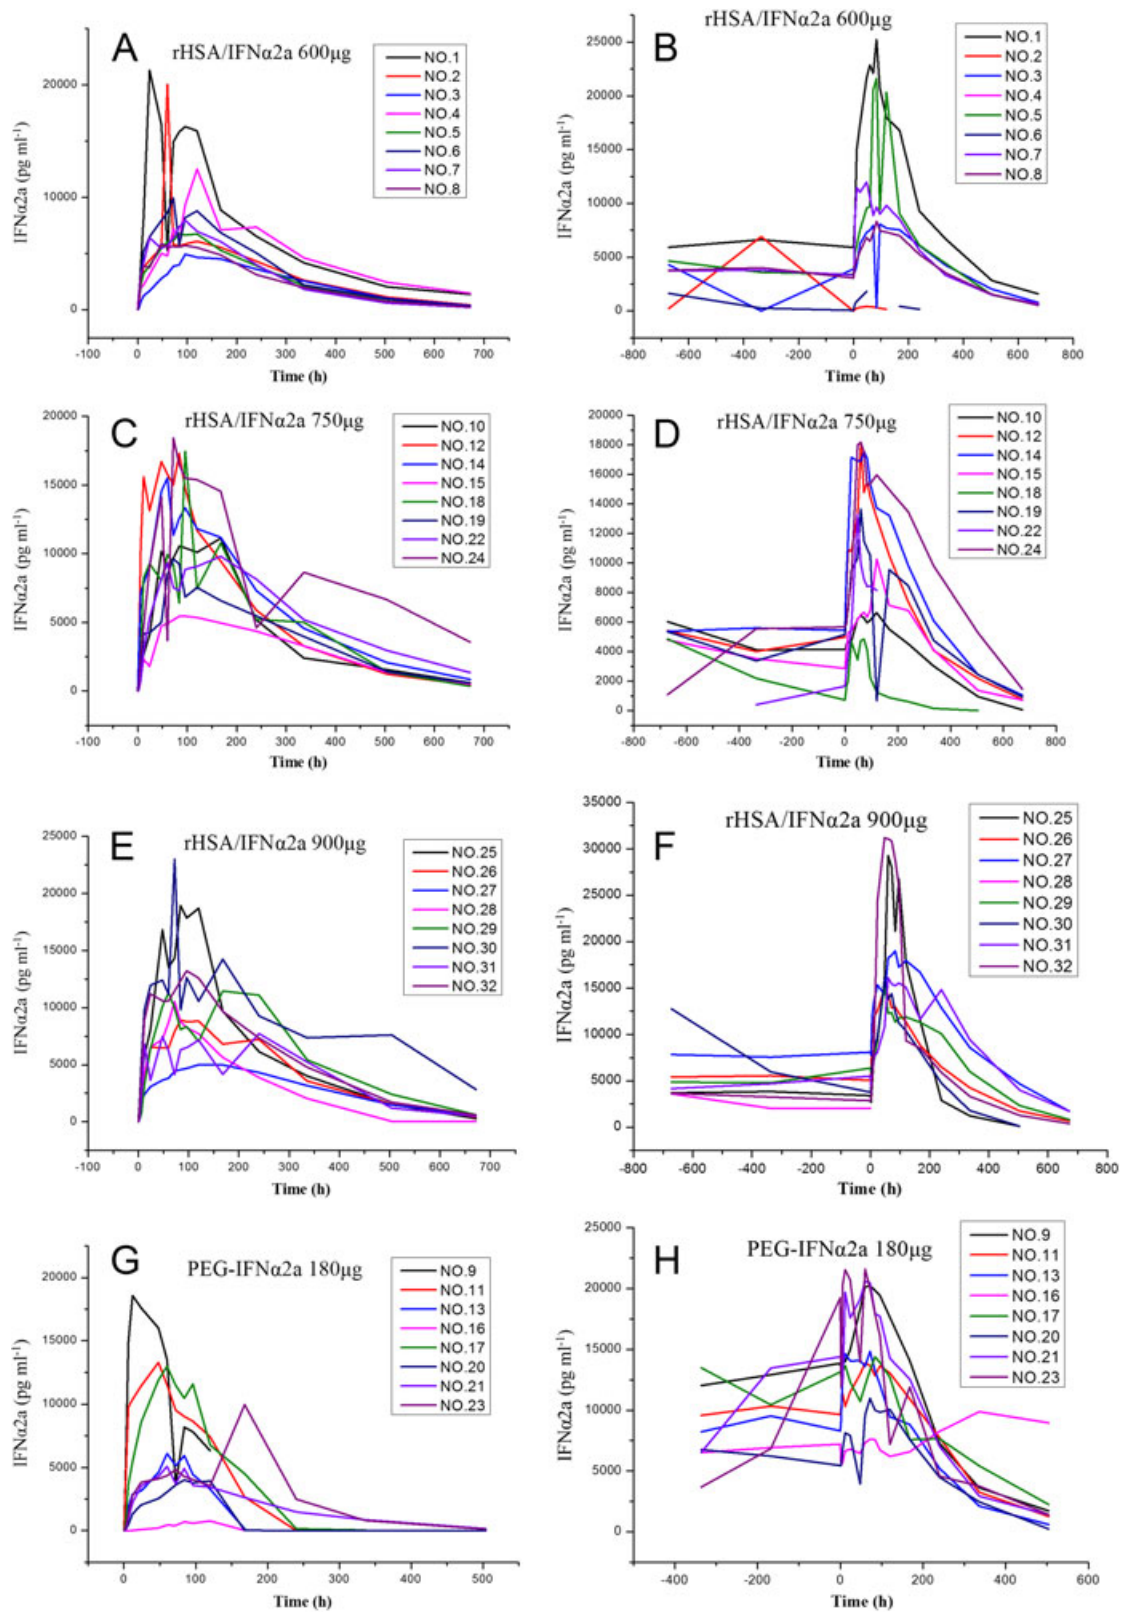 A
rHSA/IFNα2a 600μg
NO.1
NO.2
NO.3
NO.4
NO.5
NO.6
NO.7
NO.8
IFNα2a (pg ml⁻¹)
20000
10000
0
-100 0 100 200 300 400 500 600 700
Time (h)
B
rHSA/IFNα2a 600μg
NO.1
NO.2
NO.3
NO.4
NO.5
NO.6
NO.7
NO.8
IFNα2a (pg ml⁻¹)
25000
20000
15000
10000
5000
0
-800 -600 -400 -200 0 200 400 600 800
Time (h)
C
rHSA/IFNα2a 750μg
NO.10
NO.12
NO.14
NO.15
NO.18
NO.19
NO.22
NO.24
IFNα2a (pg ml⁻¹)
20000
15000
10000
5000
0
-100 0 100 200 300 400 500 600 700
Time (h)
D
rHSA/IFNα2a 750μg
NO.10
NO.12
NO.14
NO.15
NO.18
NO.19
NO.22
NO.24
IFNα2a (pg ml⁻¹)
20000
18000
16000
14000
12000
10000
8000
6000
4000
2000
0
-800 -600 -400 -200 0 200 400 600 800
Time (h)
E
rHSA/IFNα2a 900μg
NO.25
NO.26
NO.27
NO.28
NO.29
NO.30
NO.31
NO.32
IFNα2a (pg ml⁻¹)
25000
20000
15000
10000
5000
0
-100 0 100 200 300 400 500 600 700
Time (h)
F
rHSA/IFNα2a 900μg
NO.25
NO.26
NO.27
NO.28
NO.29
NO.30
NO.31
NO.32
IFNα2a (pg ml⁻¹)
35000
30000
25000
20000
15000
10000
5000
0
-800 -600 -400 -200 0 200 400 600 800
Time (h)
G
PEG-IFNα2a 180μg
NO.9
NO.11
NO.13
NO.16
NO.17
NO.20
NO.21
NO.23
IFNα2a (pg ml⁻¹)
20000
15000
10000
5000
0
0 100 200 300 400 500
Time (h)
H
PEG-IFNα2a 180μg
NO.9
NO.11
NO.13
NO.16
NO.17
NO.20
NO.21
NO.23
IFNα2a (pg ml⁻¹)
25000
20000
15000
10000
5000
0
-400 -200 0 200 400 600
Time (h)